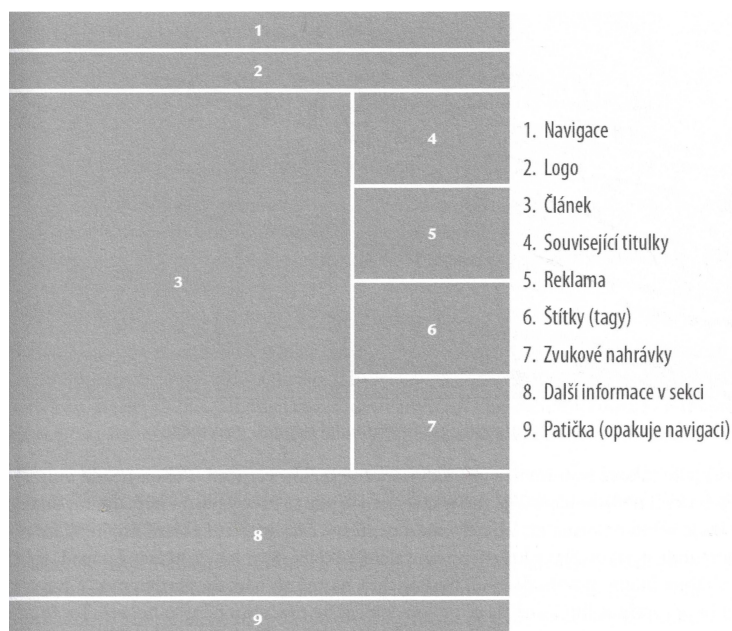 1
2
3
4
5
6
7
8
9
1. Navigace
2. Logo
3. Článek
4. Související titulky
5. Reklama
6. Štítky (tagy)
7. Zvukové nahrávky
8. Další informace v sekci
9. Patička (opakuje navigaci)